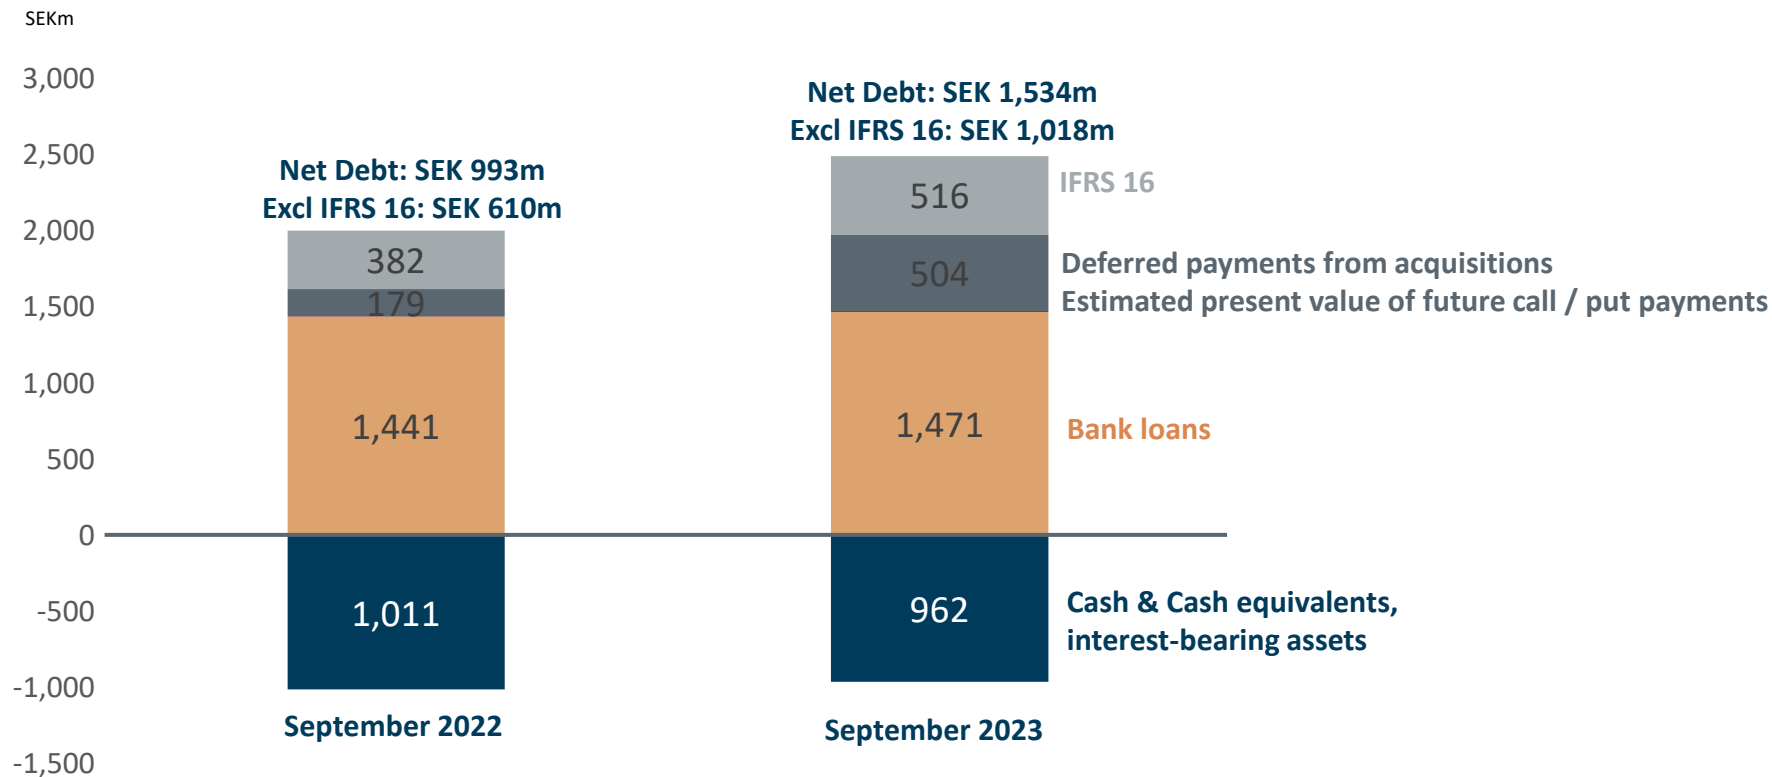 SEKm
3,000
2,500
2,000
1,500
1,000
500
0
-500
-1,000
-1,500
Net Debt: SEK 993m
Excl IFRS 16: SEK 610m
382
179
1,441
1,011
September 2022
Net Debt: SEK 1,534m
Excl IFRS 16: SEK 1,018m
516
504
1,471
962
September 2023
IFRS 16
Deferred payments from acquisitions
Estimated present value of future call / put payments
Bank loans
Cash & Cash equivalents,
interest-bearing assets